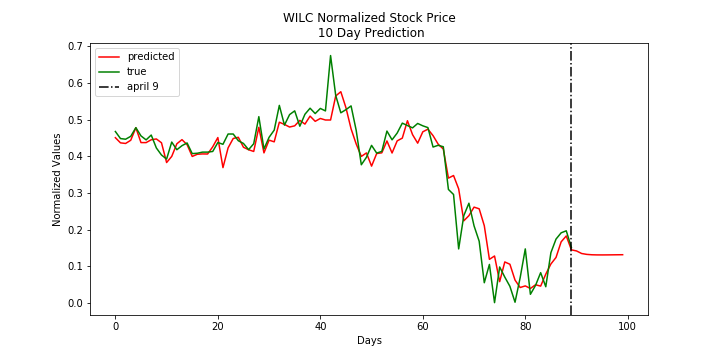 WILC Normalized Stock Price
10 Day Prediction
predicted
true
april 9
Normalized Values
0.7
0.6
0.5
0.4
0.3
0.2
0.1
0.0
0
20
40
60
80
100
Days